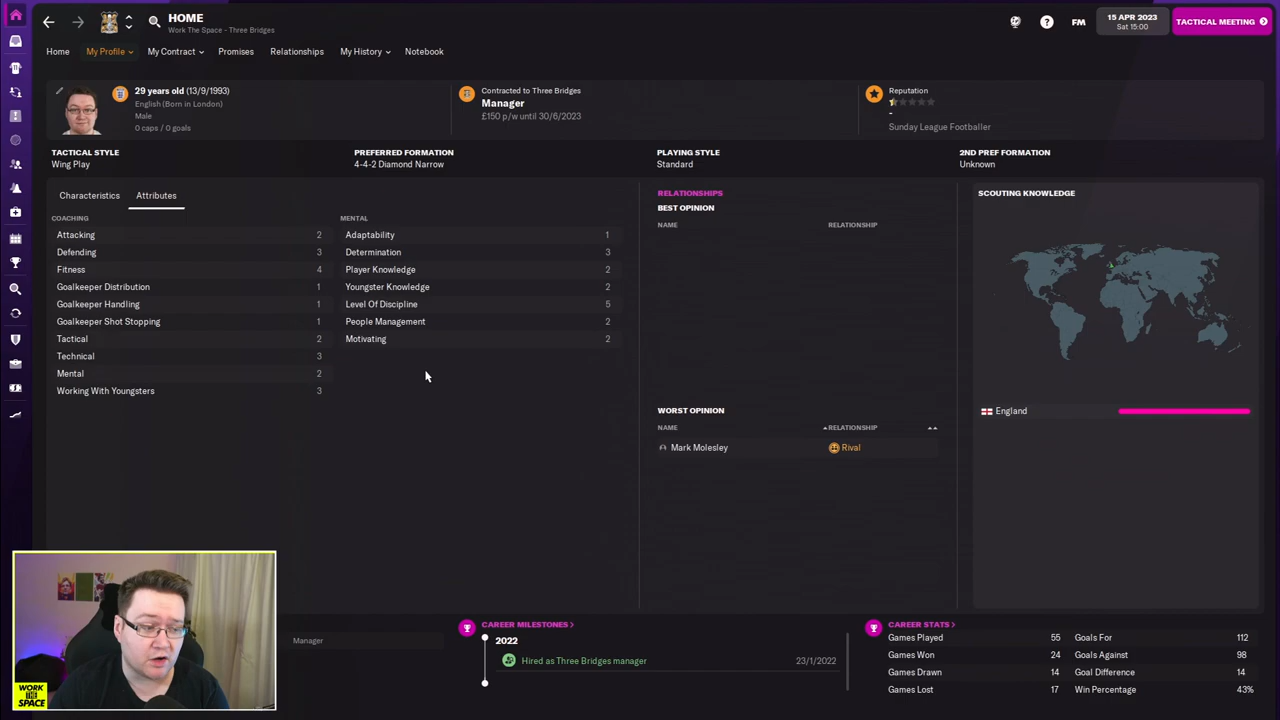 HOME
Work The Space - Three Bridges
FM
15 APR 2023
Sat 15:00
TACTICAL MEETING
Home
My Profile
My Contract
Promises
Relationships
My History
Notebook
29 years old (13/9/1993)
English (Born in London)
Male
0 caps / 0 goals
Contracted to Three Bridges
Manager
£150 p/w until 30/6/2023
Reputation
-
Sunday League Footballer
TACTICAL STYLE
Wing Play
PREFERRED FORMATION
4-4-2 Diamond Narrow
PLAYING STYLE
Standard
2ND PREF FORMATION
Unknown
Characteristics
Attributes
COACHING
Attacking 2
Defending 3
Fitness 4
Goalkeeper Distribution 1
Goalkeeper Handling 1
Goalkeeper Shot Stopping 1
Tactical 2
Technical 3
Mental 2
Working With Youngsters 3
MENTAL
Adaptability 1
Determination 3
Player Knowledge 2
Youngster Knowledge 2
Level Of Discipline 5
People Management 2
Motivating 2
RELATIONSHIPS
BEST OPINION
NAME RELATIONSHIP
WORST OPINION
NAME RELATIONSHIP
Mark Molesley Rival
SCOUTING KNOWLEDGE
England
Manager
CAREER MILESTONES >
2022
Hired as Three Bridges manager 23/1/2022
CAREER STATS >
Games Played 55 Goals For 112
Games Won 24 Goals Against 98
Games Drawn 14 Goal Difference 14
Games Lost 17 Win Percentage 43%
WORK
THE
SPACE